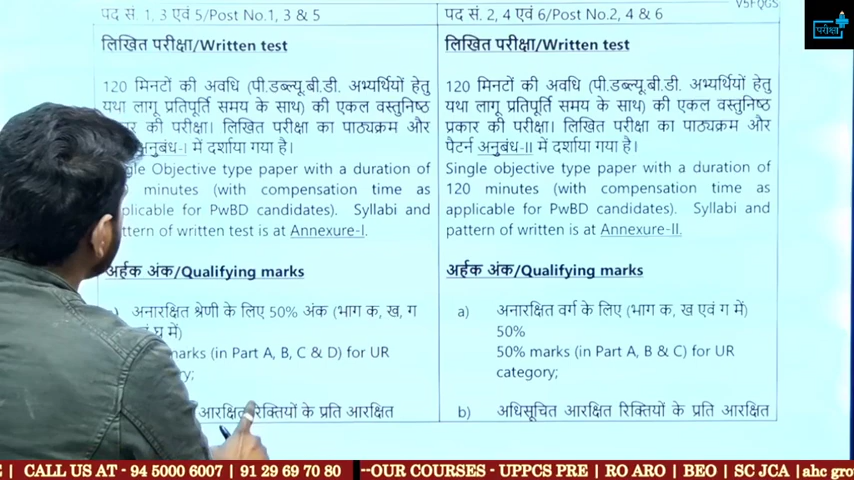 पद सं. 1, 3 एवं 5/Post No.1, 3 & 5
लिखित परीक्षा/Written test
120 मिनटों की अवधि (पी.डब्ल्यू.बी.डी. अभ्यर्थियों हेतु
यथा लागू प्रतिपूर्ति समय के साथ) की एकल वस्तुनिष्ठ
की परीक्षा। लिखित परीक्षा का पाठ्यक्रम और
अनुबंध-I में दर्शाया गया है।
Objective type paper with a duration of
minutes (with compensation time as
for PwBD candidates). Syllabi and
of written test is at Annexure-I.
अर्हक अंक/Qualifying marks
अनारक्षित श्रेणी के लिए 50% अंक (भाग क, ख, ग
घ में)
marks (in Part A, B, C & D) for UR
आरक्षित रिक्तियों के प्रति आरक्षित
पद सं. 2, 4 एवं 6/Post No.2, 4 & 6
लिखित परीक्षा/Written test
120 मिनटों की अवधि (पी.डब्ल्यू.बी.डी. अभ्यर्थियों हेतु
यथा लागू प्रतिपूर्ति समय के साथ) की एकल वस्तुनिष्ठ
प्रकार की परीक्षा। लिखित परीक्षा का पाठ्यक्रम और
पैटर्न अनुबंध-II में दर्शाया गया है।
Single objective type paper with a duration of
120 minutes (with compensation time as
applicable for PwBD candidates). Syllabi and
pattern of written is at Annexure-II.
अर्हक अंक/Qualifying marks
a) अनारक्षित वर्ग के लिए (भाग क, ख एवं ग में)
50%
50% marks (in Part A, B & C) for UR
category;
b) अधिसूचित आरक्षित रिक्तियों के प्रति आरक्षित
V5FQGS
परीक्षा
| CALL US AT - 94 5000 6007 | 91 29 69 70 80 --OUR COURSES - UPPCS PRE | RO ARO | BEO | SC JCA |ahc gro